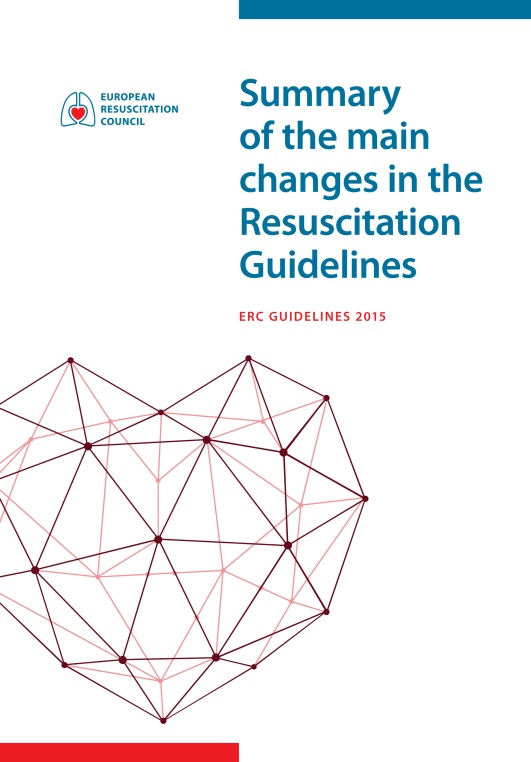 EUROPEAN
RESUSCITATION
COUNCIL
Summary
of the main
changes in the
Resuscitation
Guidelines
ERC GUIDELINES 2015